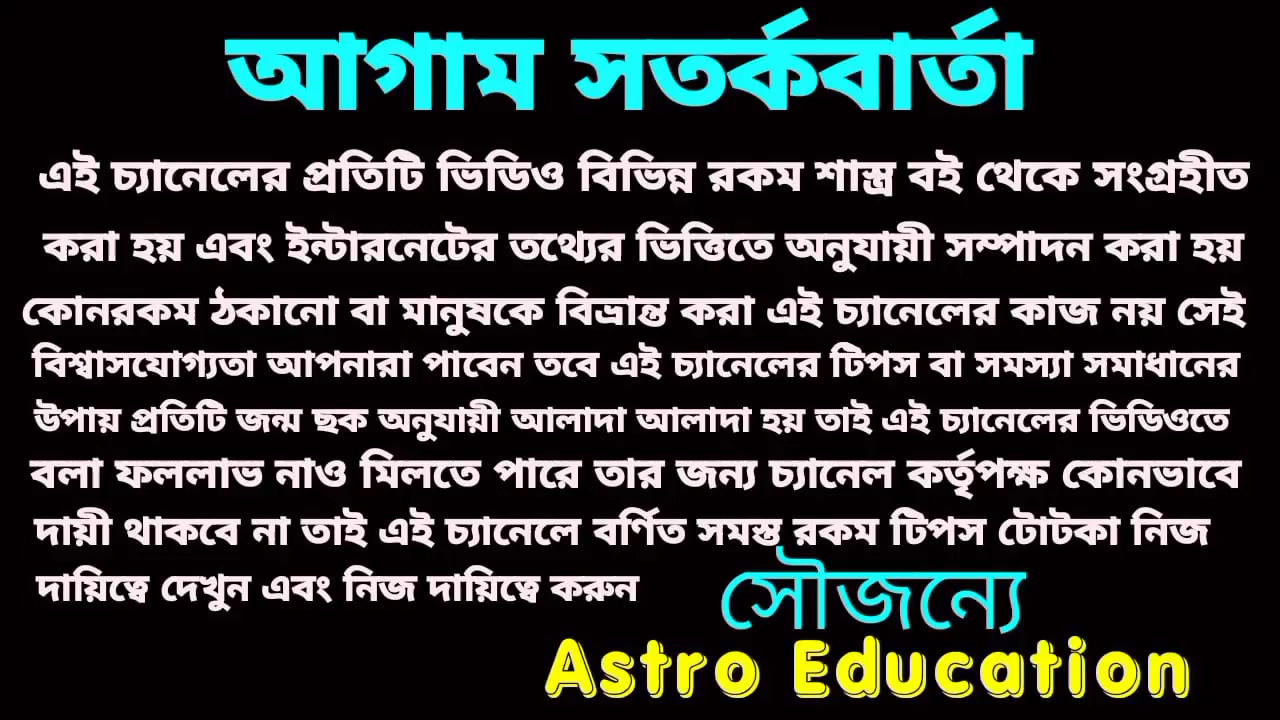 আগাম সতর্কবার্তা
এই চ্যানেলের প্রতিটি ভিডিও বিভিন্ন রকম শাস্ত্র বই থেকে সংগ্রহীত
করা হয় এবং ইন্টারনেটের তথ্যের ভিত্তিতে অনুযায়ী সম্পাদন করা হয়
কোনরকম ঠকানো বা মানুষকে বিভ্রান্ত করা এই চ্যানেলের কাজ নয় সেই
বিশ্বাসযোগ্যতা আপনারা পাবেন তবে এই চ্যানেলের টিপস বা সমস্যা সমাধানের
উপায় প্রতিটি জন্ম ছক অনুযায়ী আলাদা আলাদা হয় তাই এই চ্যানেলের ভিডিওতে
বলা ফললাভ নাও মিলতে পারে তার জন্য চ্যানেল কর্তৃপক্ষ কোনভাবে
দায়ী থাকবে না তাই এই চ্যানেলে বর্ণিত সমস্ত রকম টিপস টোটকা নিজ
দায়িত্বে দেখুন এবং নিজ দায়িত্বে করুন
সৌজন্যে
Astro Education